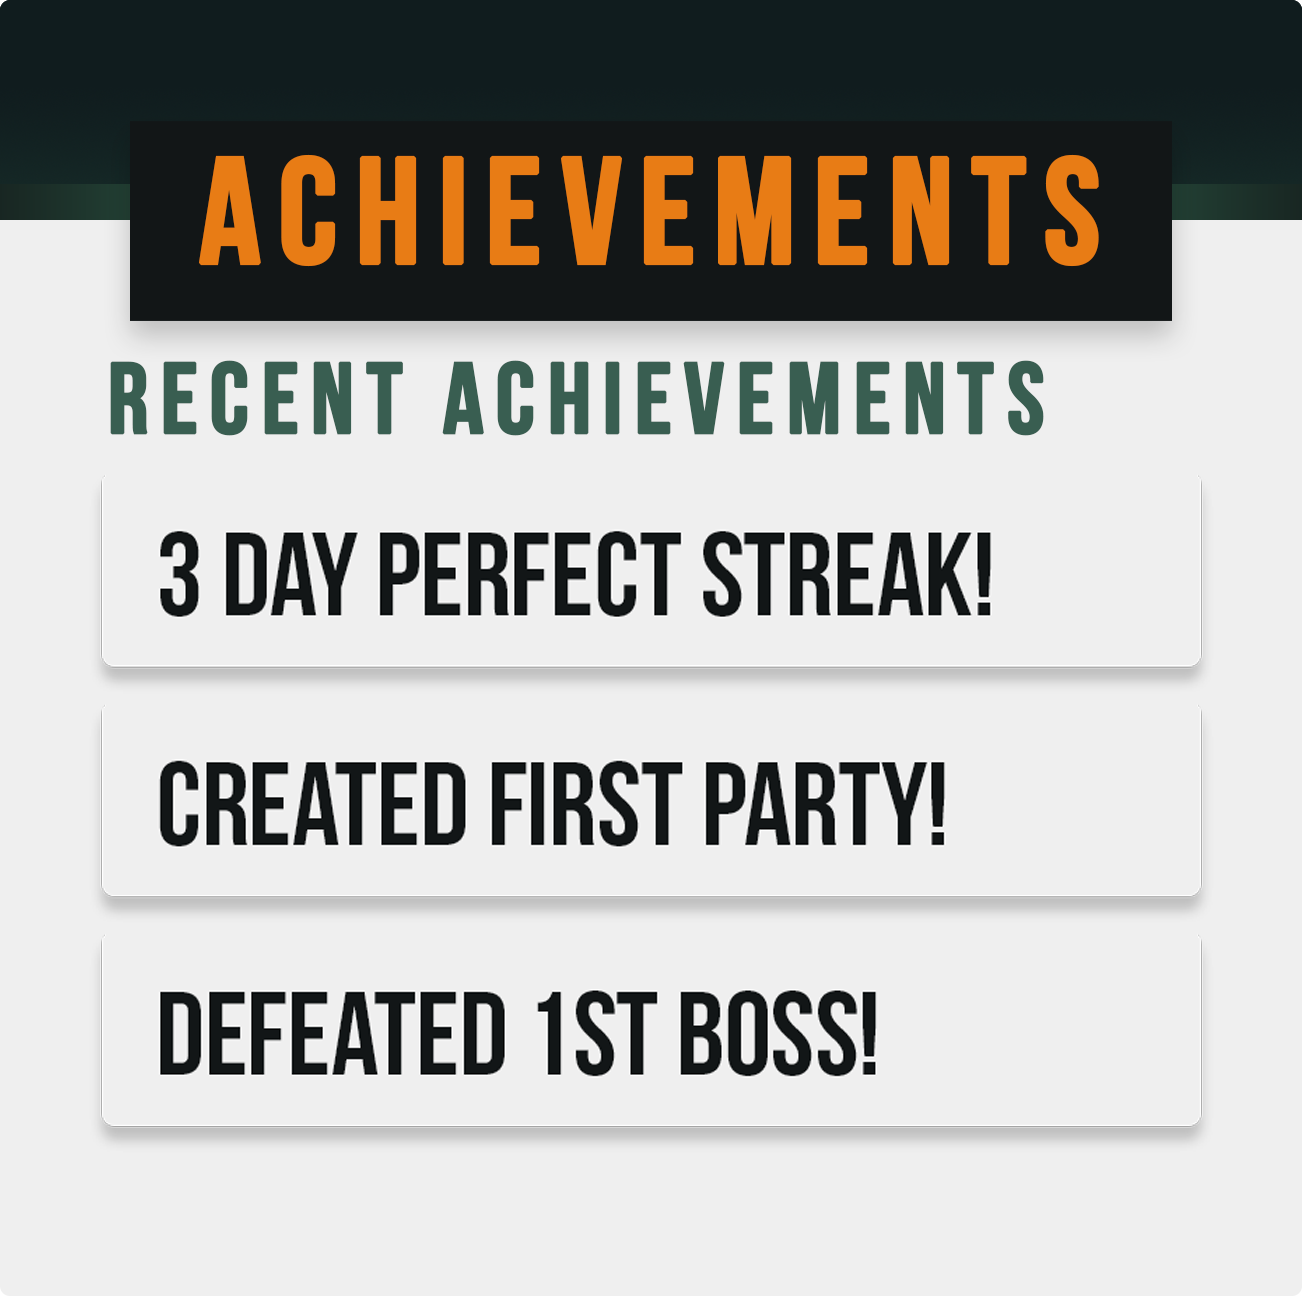 ACHIEVEMENTS
RECENT ACHIEVEMENTS
3 DAY PERFECT STREAK!
CREATED FIRST PARTY!
DEFEATED 1ST BOSS!